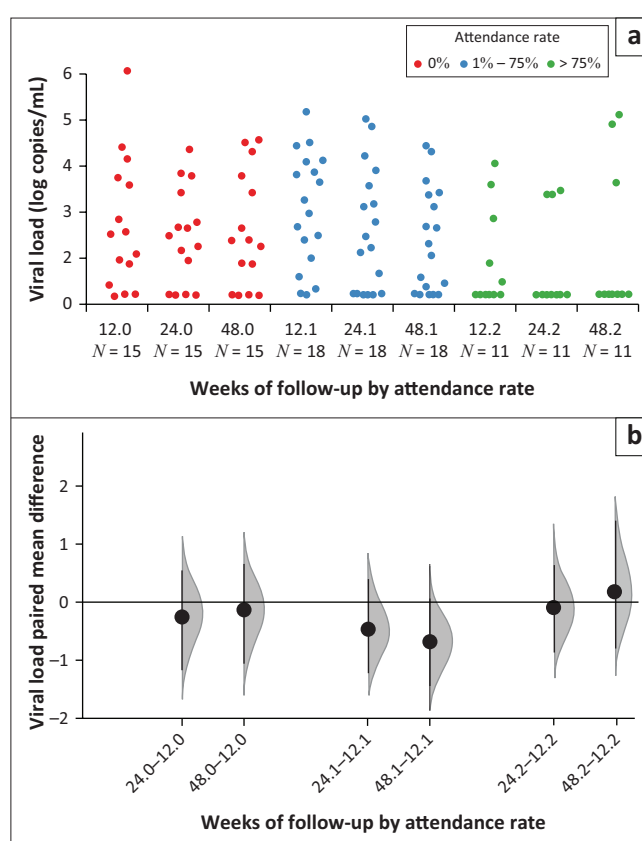 a
Attendance rate
0% 1% – 75% > 75%
Viral load (log copies/mL)
6
5
4
3
2
0
12.0 24.0 48.0 12.1 24.1 48.1 12.2 24.2 48.2
N = 15 N = 15 N = 15 N = 18 N = 18 N = 18 N = 11 N = 11 N = 11
Weeks of follow-up by attendance rate
b
Viral load paired mean difference
2
1
0
–1
–2
24.0–12.0 48.0–12.0 24.1–12.1 48.1–12.1 24.2–12.2 48.2–12.2
Weeks of follow-up by attendance rate